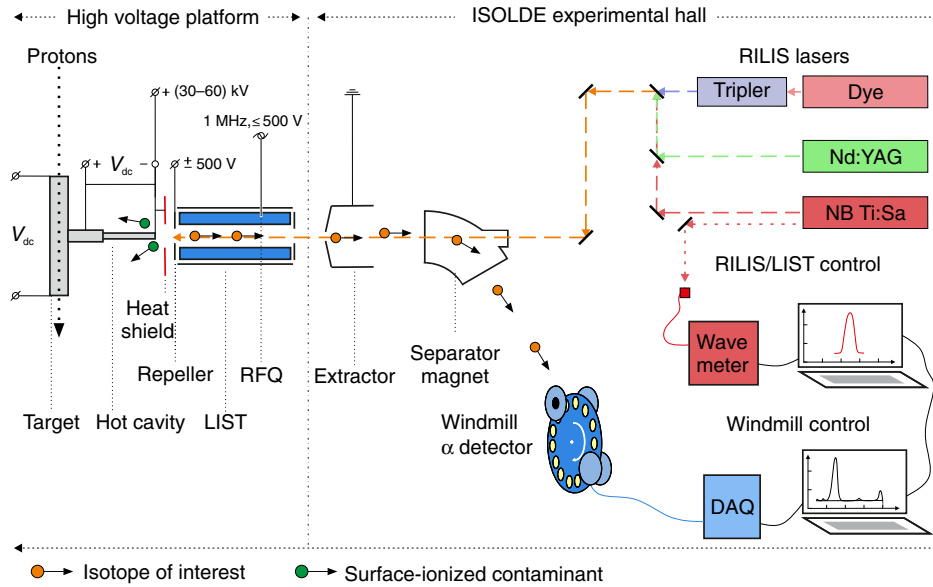 High voltage platform
ISOLDE experimental hall
Protons
+ (30–60) kV
1 MHz, ≤ 500 V
+ V_dc −
± 500 V
V_dc
RILIS lasers
Tripler
Dye
Nd:YAG
NB Ti:Sa
RILIS/LIST control
Heat
shield
Repeller
RFQ
Extractor
Separator
magnet
Wave
meter
Target
Hot cavity
LIST
Windmill
α detector
Windmill control
DAQ
Isotope of interest
Surface-ionized contaminant